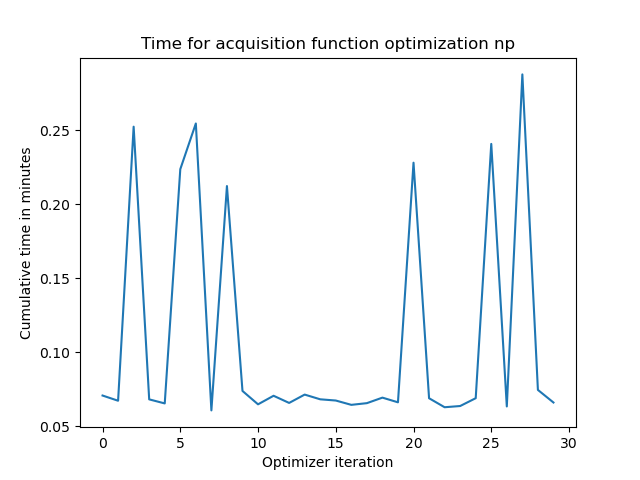 Time for acquisition function optimization np
Cumulative time in minutes
0.25
0.20
0.15
0.10
0.05
0 5 10 15 20 25 30
Optimizer iteration